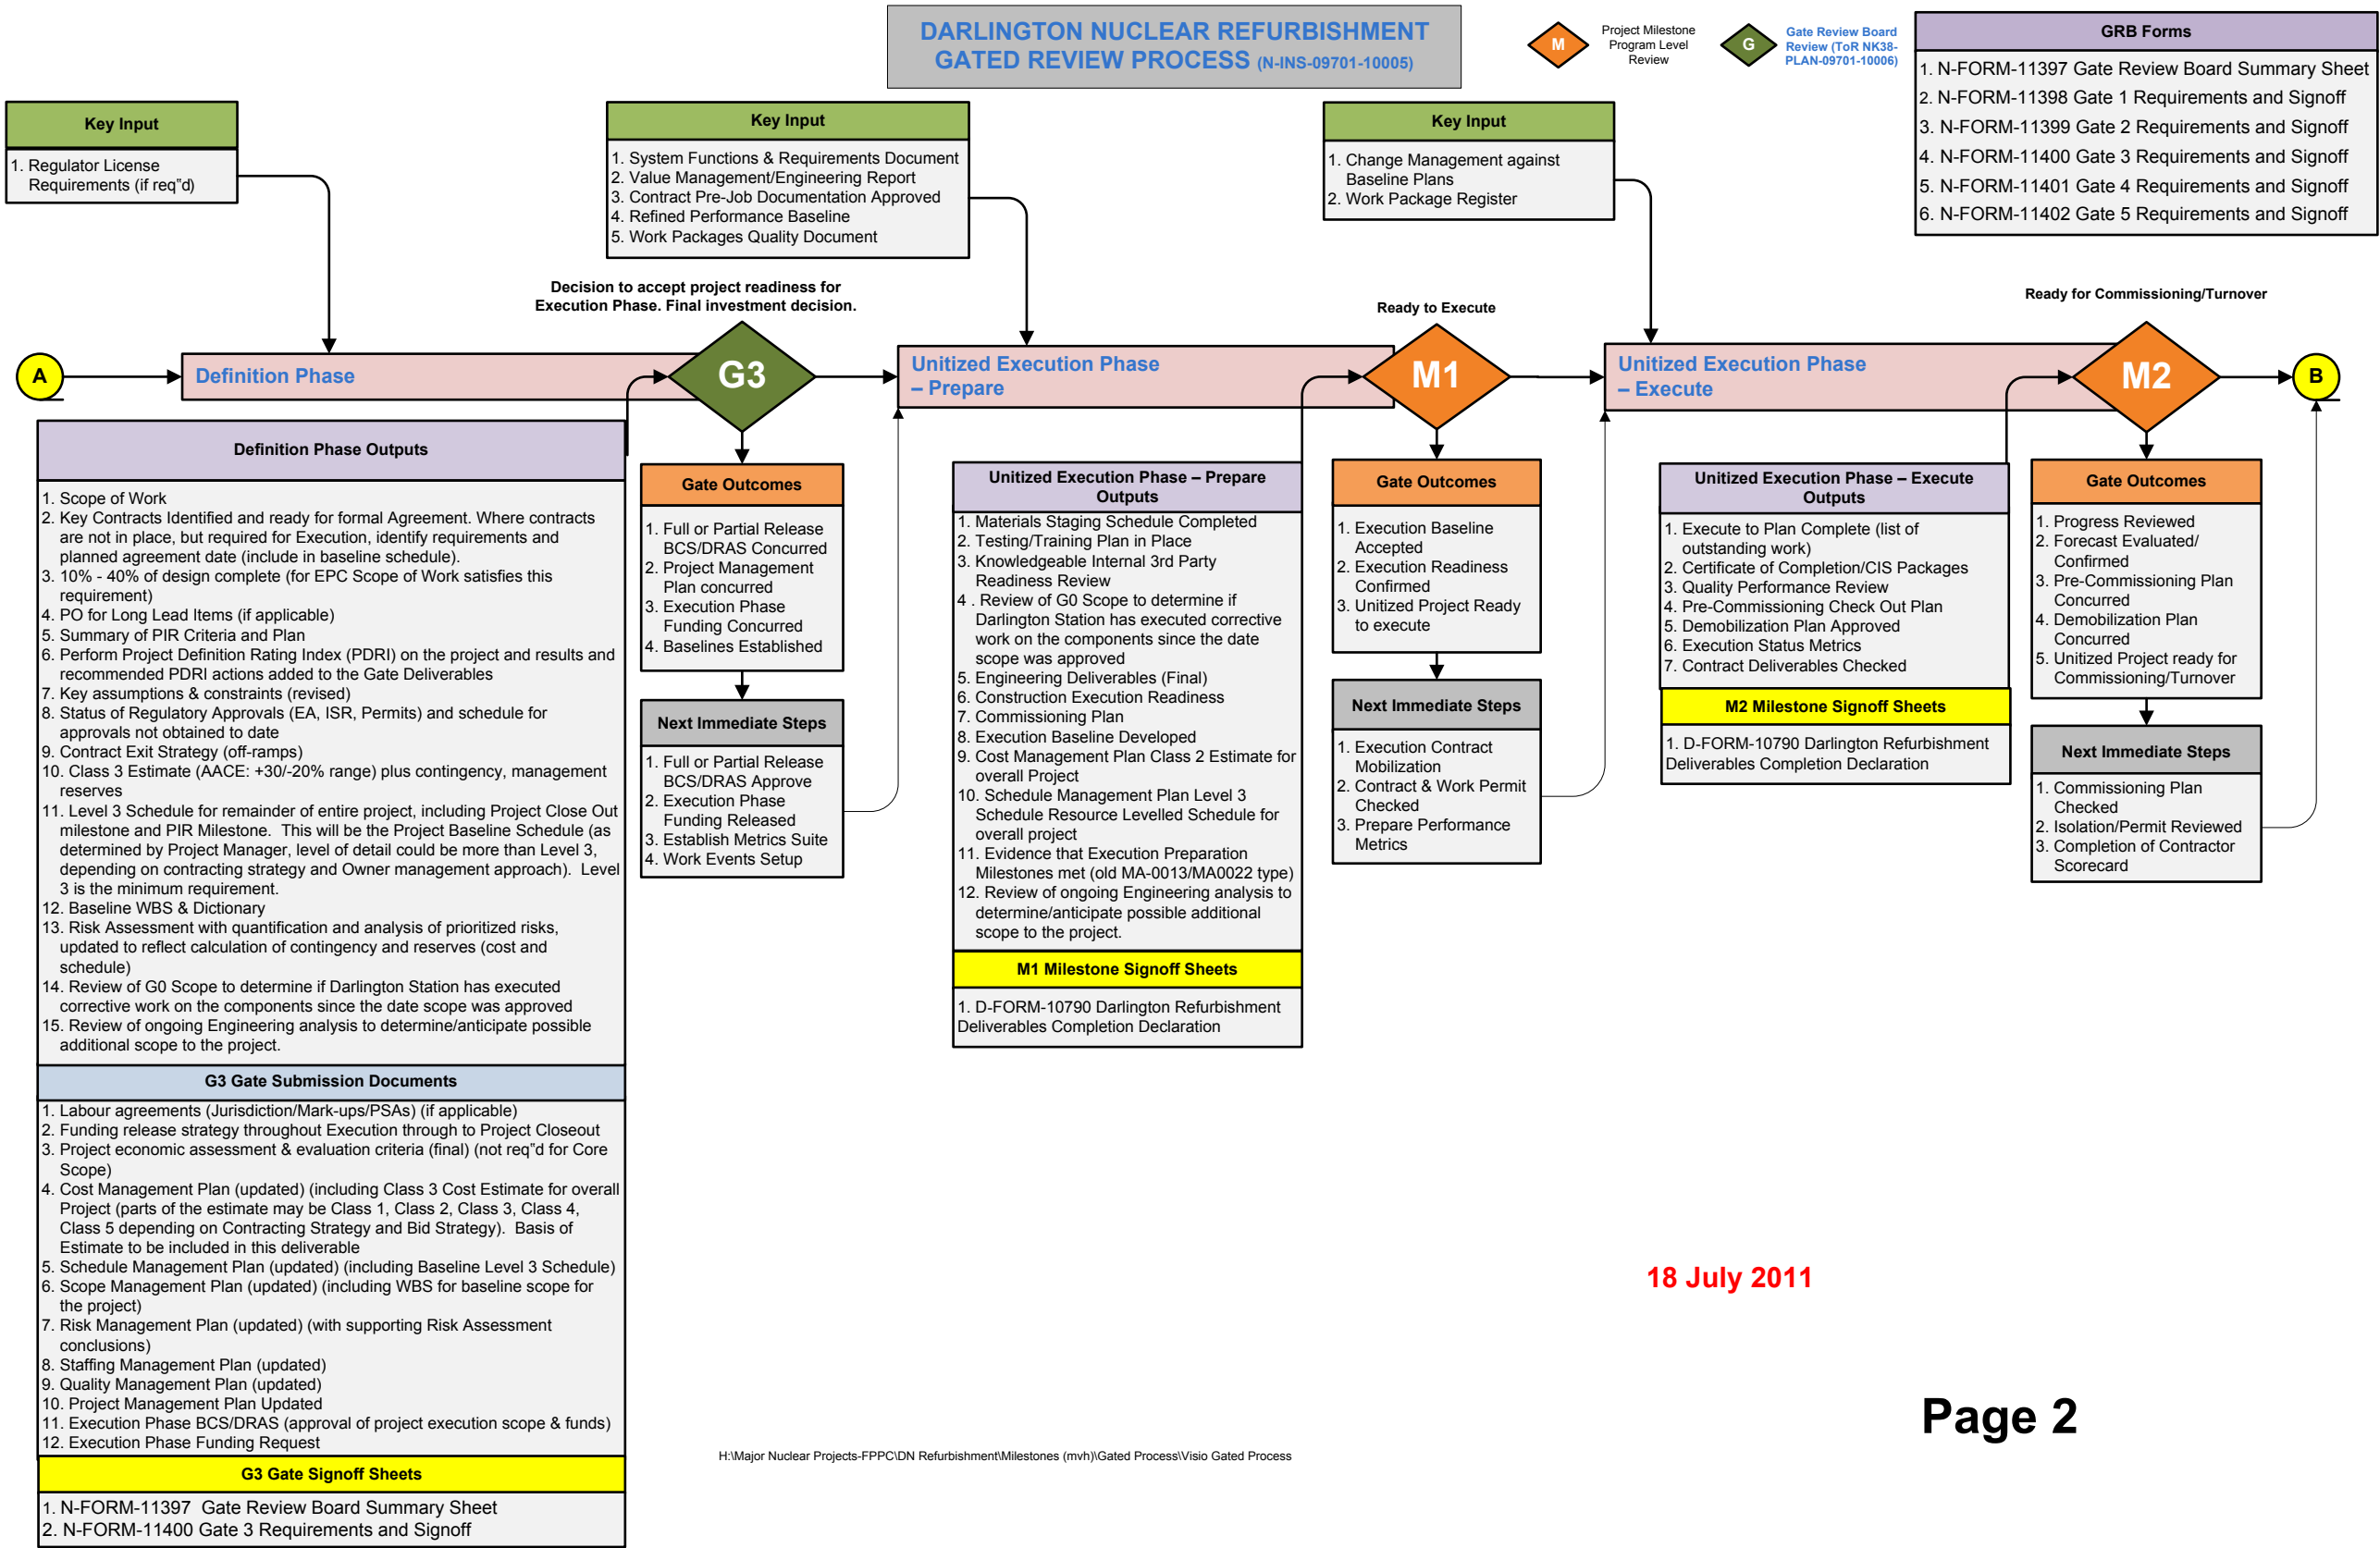 DARLINGTON NUCLEAR REFURBISHMENT
GATED REVIEW PROCESS (N-INS-09701-10005)
M
Project Milestone
Program Level
Review
G
Gate Review Board
Review (ToR NK38-
PLAN-09701-10006)
GRB Forms
1. N-FORM-11397 Gate Review Board Summary Sheet
2. N-FORM-11398 Gate 1 Requirements and Signoff
3. N-FORM-11399 Gate 2 Requirements and Signoff
4. N-FORM-11400 Gate 3 Requirements and Signoff
5. N-FORM-11401 Gate 4 Requirements and Signoff
6. N-FORM-11402 Gate 5 Requirements and Signoff
Key Input
1. Regulator License
Requirements (if req"d)
Key Input
1. System Functions & Requirements Document
2. Value Management/Engineering Report
3. Contract Pre-Job Documentation Approved
4. Refined Performance Baseline
5. Work Packages Quality Document
Key Input
1. Change Management against
Baseline Plans
2. Work Package Register
Decision to accept project readiness for
Execution Phase. Final investment decision.
Ready to Execute
Ready for Commissioning/Turnover
A
Definition Phase
G3
Unitized Execution Phase
– Prepare
M1
Unitized Execution Phase
– Execute
M2
B
Definition Phase Outputs
1. Scope of Work
2. Key Contracts Identified and ready for formal Agreement. Where contracts
are not in place, but required for Execution, identify requirements and
planned agreement date (include in baseline schedule).
3. 10% - 40% of design complete (for EPC Scope of Work satisfies this
requirement)
4. PO for Long Lead Items (if applicable)
5. Summary of PIR Criteria and Plan
6. Perform Project Definition Rating Index (PDRI) on the project and results and
recommended PDRI actions added to the Gate Deliverables
7. Key assumptions & constraints (revised)
8. Status of Regulatory Approvals (EA, ISR, Permits) and schedule for
approvals not obtained to date
9. Contract Exit Strategy (off-ramps)
10. Class 3 Estimate (AACE: +30/-20% range) plus contingency, management
reserves
11. Level 3 Schedule for remainder of entire project, including Project Close Out
milestone and PIR Milestone. This will be the Project Baseline Schedule (as
determined by Project Manager, level of detail could be more than Level 3,
depending on contracting strategy and Owner management approach). Level
3 is the minimum requirement.
12. Baseline WBS & Dictionary
13. Risk Assessment with quantification and analysis of prioritized risks,
updated to reflect calculation of contingency and reserves (cost and
schedule)
14. Review of G0 Scope to determine if Darlington Station has executed
corrective work on the components since the date scope was approved
15. Review of ongoing Engineering analysis to determine/anticipate possible
additional scope to the project.
G3 Gate Submission Documents
1. Labour agreements (Jurisdiction/Mark-ups/PSAs) (if applicable)
2. Funding release strategy throughout Execution through to Project Closeout
3. Project economic assessment & evaluation criteria (final) (not req"d for Core
Scope)
4. Cost Management Plan (updated) (including Class 3 Cost Estimate for overall
Project (parts of the estimate may be Class 1, Class 2, Class 3, Class 4,
Class 5 depending on Contracting Strategy and Bid Strategy). Basis of
Estimate to be included in this deliverable
5. Schedule Management Plan (updated) (including Baseline Level 3 Schedule)
6. Scope Management Plan (updated) (including WBS for baseline scope for
the project)
7. Risk Management Plan (updated) (with supporting Risk Assessment
conclusions)
8. Staffing Management Plan (updated)
9. Quality Management Plan (updated)
10. Project Management Plan Updated
11. Execution Phase BCS/DRAS (approval of project execution scope & funds)
12. Execution Phase Funding Request
G3 Gate Signoff Sheets
1. N-FORM-11397 Gate Review Board Summary Sheet
2. N-FORM-11400 Gate 3 Requirements and Signoff
Gate Outcomes
1. Full or Partial Release
BCS/DRAS Concurred
2. Project Management
Plan concurred
3. Execution Phase
Funding Concurred
4. Baselines Established
Next Immediate Steps
1. Full or Partial Release
BCS/DRAS Approve
2. Execution Phase
Funding Released
3. Establish Metrics Suite
4. Work Events Setup
Unitized Execution Phase – Prepare
Outputs
1. Materials Staging Schedule Completed
2. Testing/Training Plan in Place
3. Knowledgeable Internal 3rd Party
Readiness Review
4 . Review of G0 Scope to determine if
Darlington Station has executed corrective
work on the components since the date
scope was approved
5. Engineering Deliverables (Final)
6. Construction Execution Readiness
7. Commissioning Plan
8. Execution Baseline Developed
9. Cost Management Plan Class 2 Estimate for
overall Project
10. Schedule Management Plan Level 3
Schedule Resource Levelled Schedule for
overall project
11. Evidence that Execution Preparation
Milestones met (old MA-0013/MA0022 type)
12. Review of ongoing Engineering analysis to
determine/anticipate possible additional
scope to the project.
M1 Milestone Signoff Sheets
1. D-FORM-10790 Darlington Refurbishment
Deliverables Completion Declaration
Gate Outcomes
1. Execution Baseline
Accepted
2. Execution Readiness
Confirmed
3. Unitized Project Ready
to execute
Next Immediate Steps
1. Execution Contract
Mobilization
2. Contract & Work Permit
Checked
3. Prepare Performance
Metrics
Unitized Execution Phase – Execute
Outputs
1. Execute to Plan Complete (list of
outstanding work)
2. Certificate of Completion/CIS Packages
3. Quality Performance Review
4. Pre-Commissioning Check Out Plan
5. Demobilization Plan Approved
6. Execution Status Metrics
7. Contract Deliverables Checked
M2 Milestone Signoff Sheets
1. D-FORM-10790 Darlington Refurbishment
Deliverables Completion Declaration
Gate Outcomes
1. Progress Reviewed
2. Forecast Evaluated/
Confirmed
3. Pre-Commissioning Plan
Concurred
4. Demobilization Plan
Concurred
5. Unitized Project ready for
Commissioning/Turnover
Next Immediate Steps
1. Commissioning Plan
Checked
2. Isolation/Permit Reviewed
3. Completion of Contractor
Scorecard
18 July 2011
Page 2
H:\Major Nuclear Projects-FPPC\DN Refurbishment\Milestones (mvh)\Gated Process\Visio Gated Process